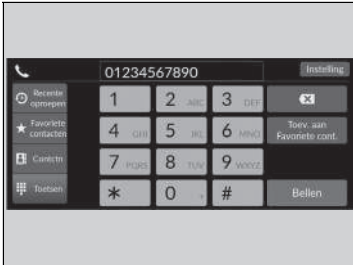 01234567890
Instelling
Recente
oproepen
1
2 ABC
3 DEF
Favoriete
contacten
4 GHI
5 JKL
6 MNO
Toev. aan
Favoriete cont.
Contctn
7 PQRS
8 TUV
9 WXYZ
Toetsen
*
0 +
#
Bellen